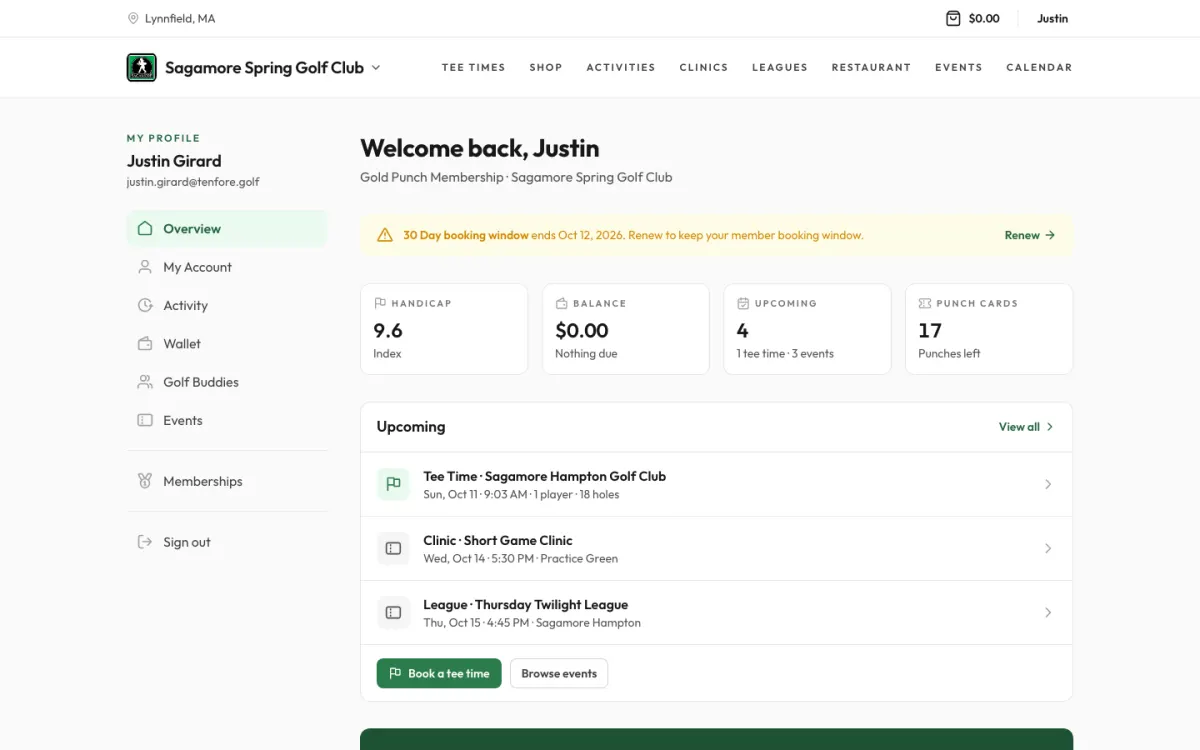 Lynnfield, MA
$0.00
Justin
Sagamore Spring Golf Club
TEE TIMES
SHOP
ACTIVITIES
CLINICS
LEAGUES
RESTAURANT
EVENTS
CALENDAR
MY PROFILE
Justin Girard
justin.girard@tenfore.golf
Overview
My Account
Activity
Wallet
Golf Buddies
Events
Memberships
Sign out
Welcome back, Justin
Gold Punch Membership · Sagamore Spring Golf Club
30 Day booking window ends Oct 12, 2026. Renew to keep your member booking window.
Renew →
HANDICAP
9.6
Index
BALANCE
$0.00
Nothing due
UPCOMING
4
1 tee time · 3 events
PUNCH CARDS
17
Punches left
Upcoming
View all
Tee Time · Sagamore Hampton Golf Club
Sun, Oct 11 · 9:03 AM · 1 player · 18 holes
Clinic · Short Game Clinic
Wed, Oct 14 · 5:30 PM · Practice Green
League · Thursday Twilight League
Thu, Oct 15 · 4:45 PM · Sagamore Hampton
Book a tee time
Browse events